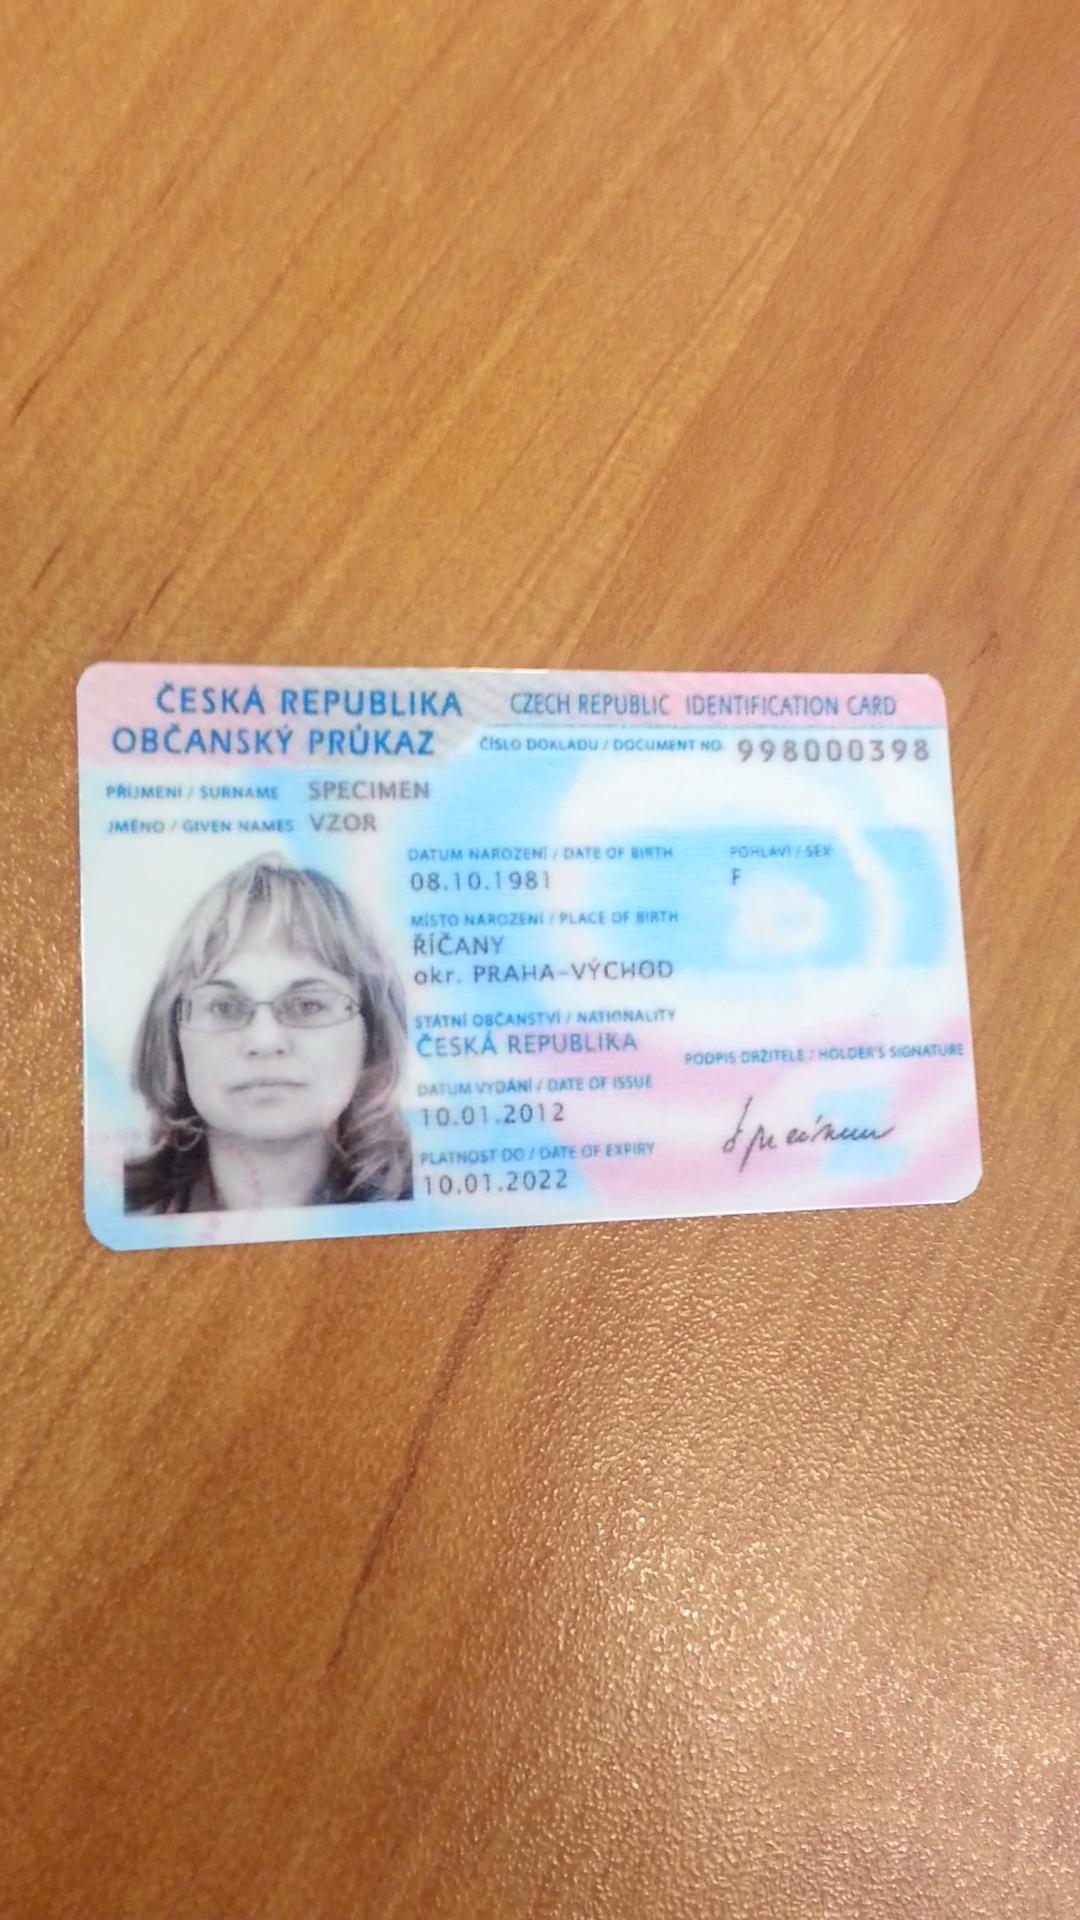 ČESKÁ REPUBLIKA
OBČANSKÝ PRŮKAZ
CZECH REPUBLIC IDENTIFICATION CARD
ČÍSLO DOKLADU / DOCUMENT NO. 998000398
PŘÍJMENÍ / SURNAME SPECIMEN
JMÉNO / GIVEN NAMES VZOR
DATUM NAROZENÍ / DATE OF BIRTH
08.10.1981
POHLAVÍ / SEX
F
MÍSTO NAROZENÍ / PLACE OF BIRTH
ŘÍČANY
okr. PRAHA-VÝCHOD
STÁTNÍ OBČANSTVÍ / NATIONALITY
ČESKÁ REPUBLIKA
DATUM VYDÁNÍ / DATE OF ISSUE
10.01.2012
PLATNOST DO / DATE OF EXPIRY
10.01.2022
PODPIS DRŽITELE / HOLDER'S SIGNATURE
Specimen